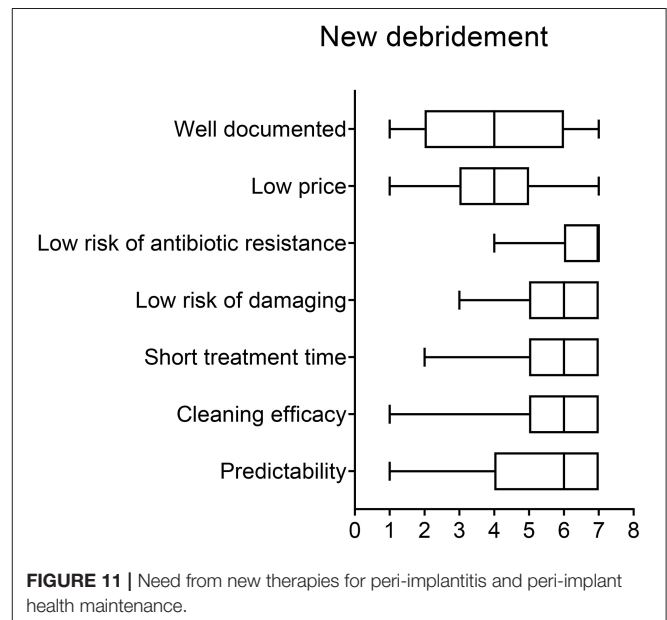 New debridement
Well documented
Low price
Low risk of antibiotic resistance
Low risk of damaging
Short treatment time
Cleaning efficacy
Predictability
0 1 2 3 4 5 6 7 8
FIGURE 11 | Need from new therapies for peri-implantitis and peri-implant
health maintenance.